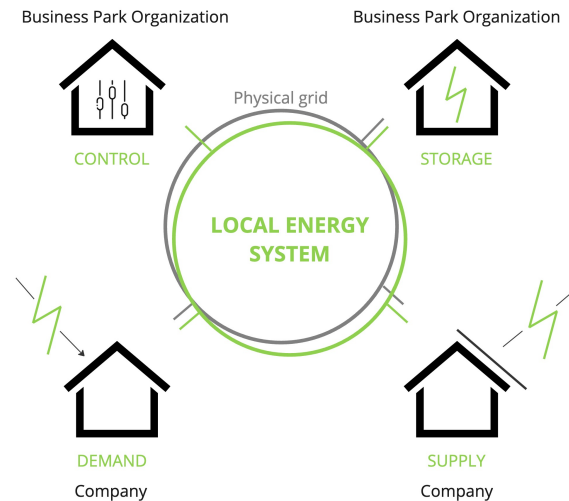 Business Park Organization
Business Park Organization
Physical grid
CONTROL
STORAGE
LOCAL ENERGY
SYSTEM
DEMAND
SUPPLY
Company
Company